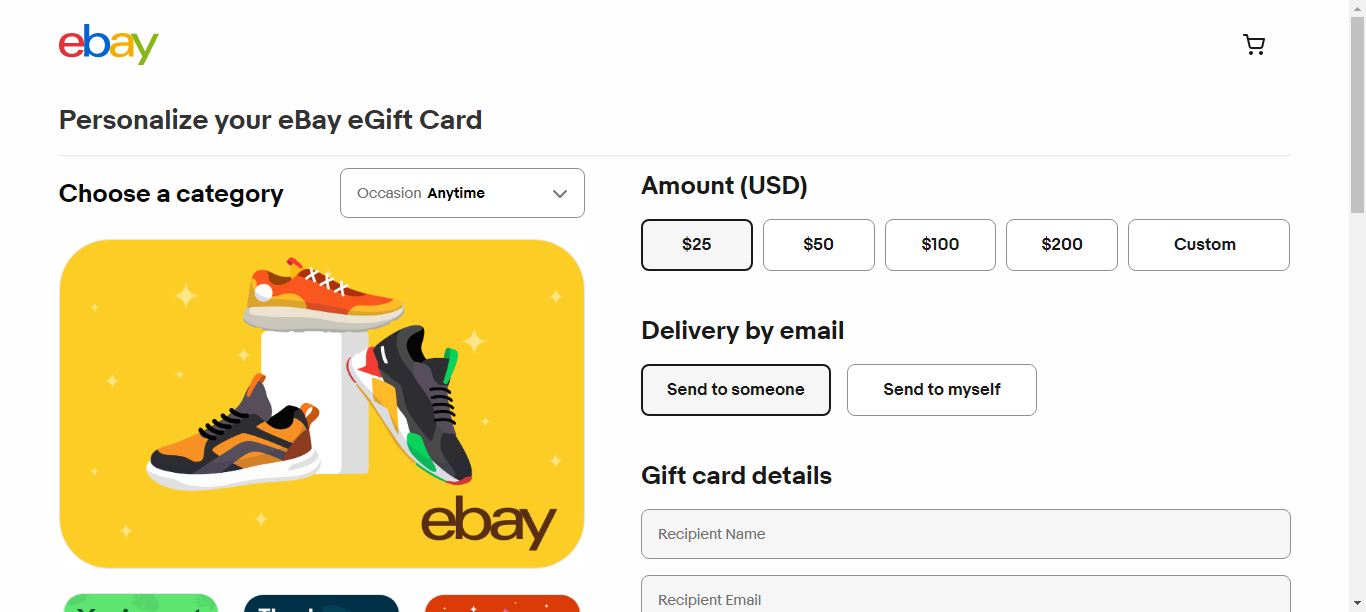 ebay
Personalize your eBay eGift Card
Choose a category
Occasion Anytime
ebay
Amount (USD)
$25 $50 $100 $200 Custom
Delivery by email
Send to someone Send to myself
Gift card details
Recipient Name
Recipient Email